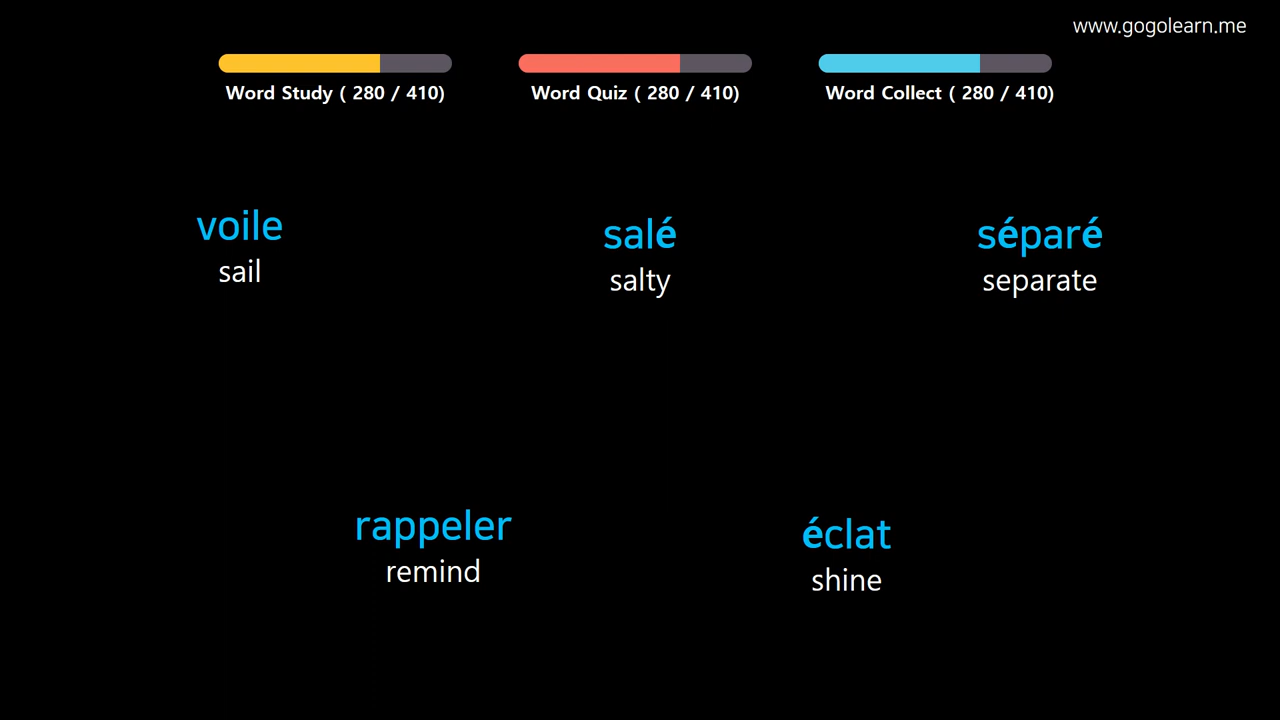 www.gogolearn.me
Word Study ( 280 / 410)
Word Quiz ( 280 / 410)
Word Collect ( 280 / 410)
voile
sail
salé
salty
séparé
separate
rappeler
remind
éclat
shine